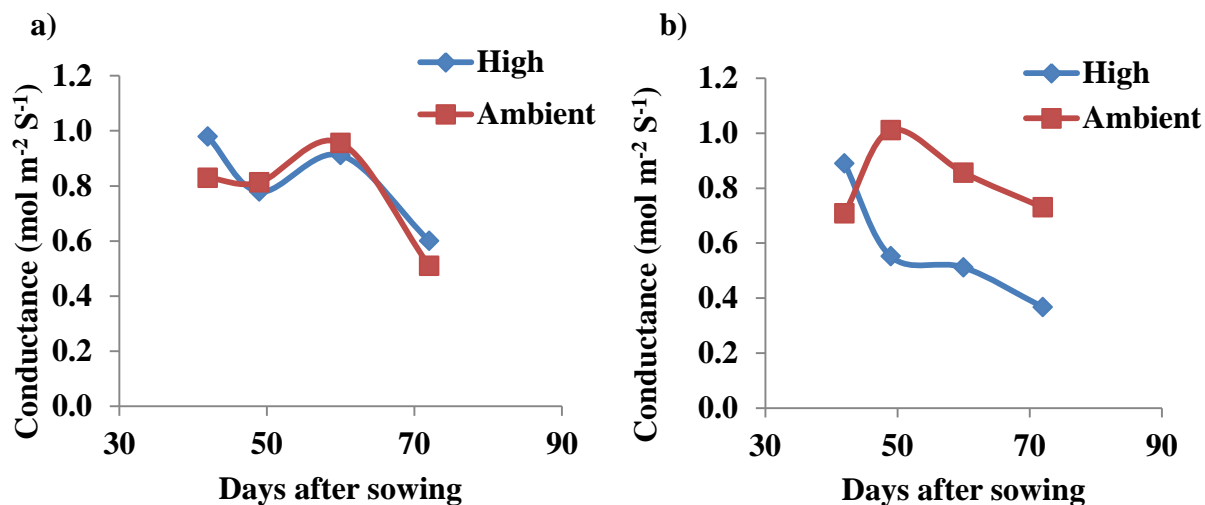 a)
High
Ambient
Conductance (mol m⁻² S⁻¹)
1.2
1.0
0.8
0.6
0.4
0.2
0.0
30 50 70 90
Days after sowing
b)
High
Ambient
Conductance (mol m⁻² S⁻¹)
1.2
1.0
0.8
0.6
0.4
0.2
0.0
30 50 70 90
Days after sowing